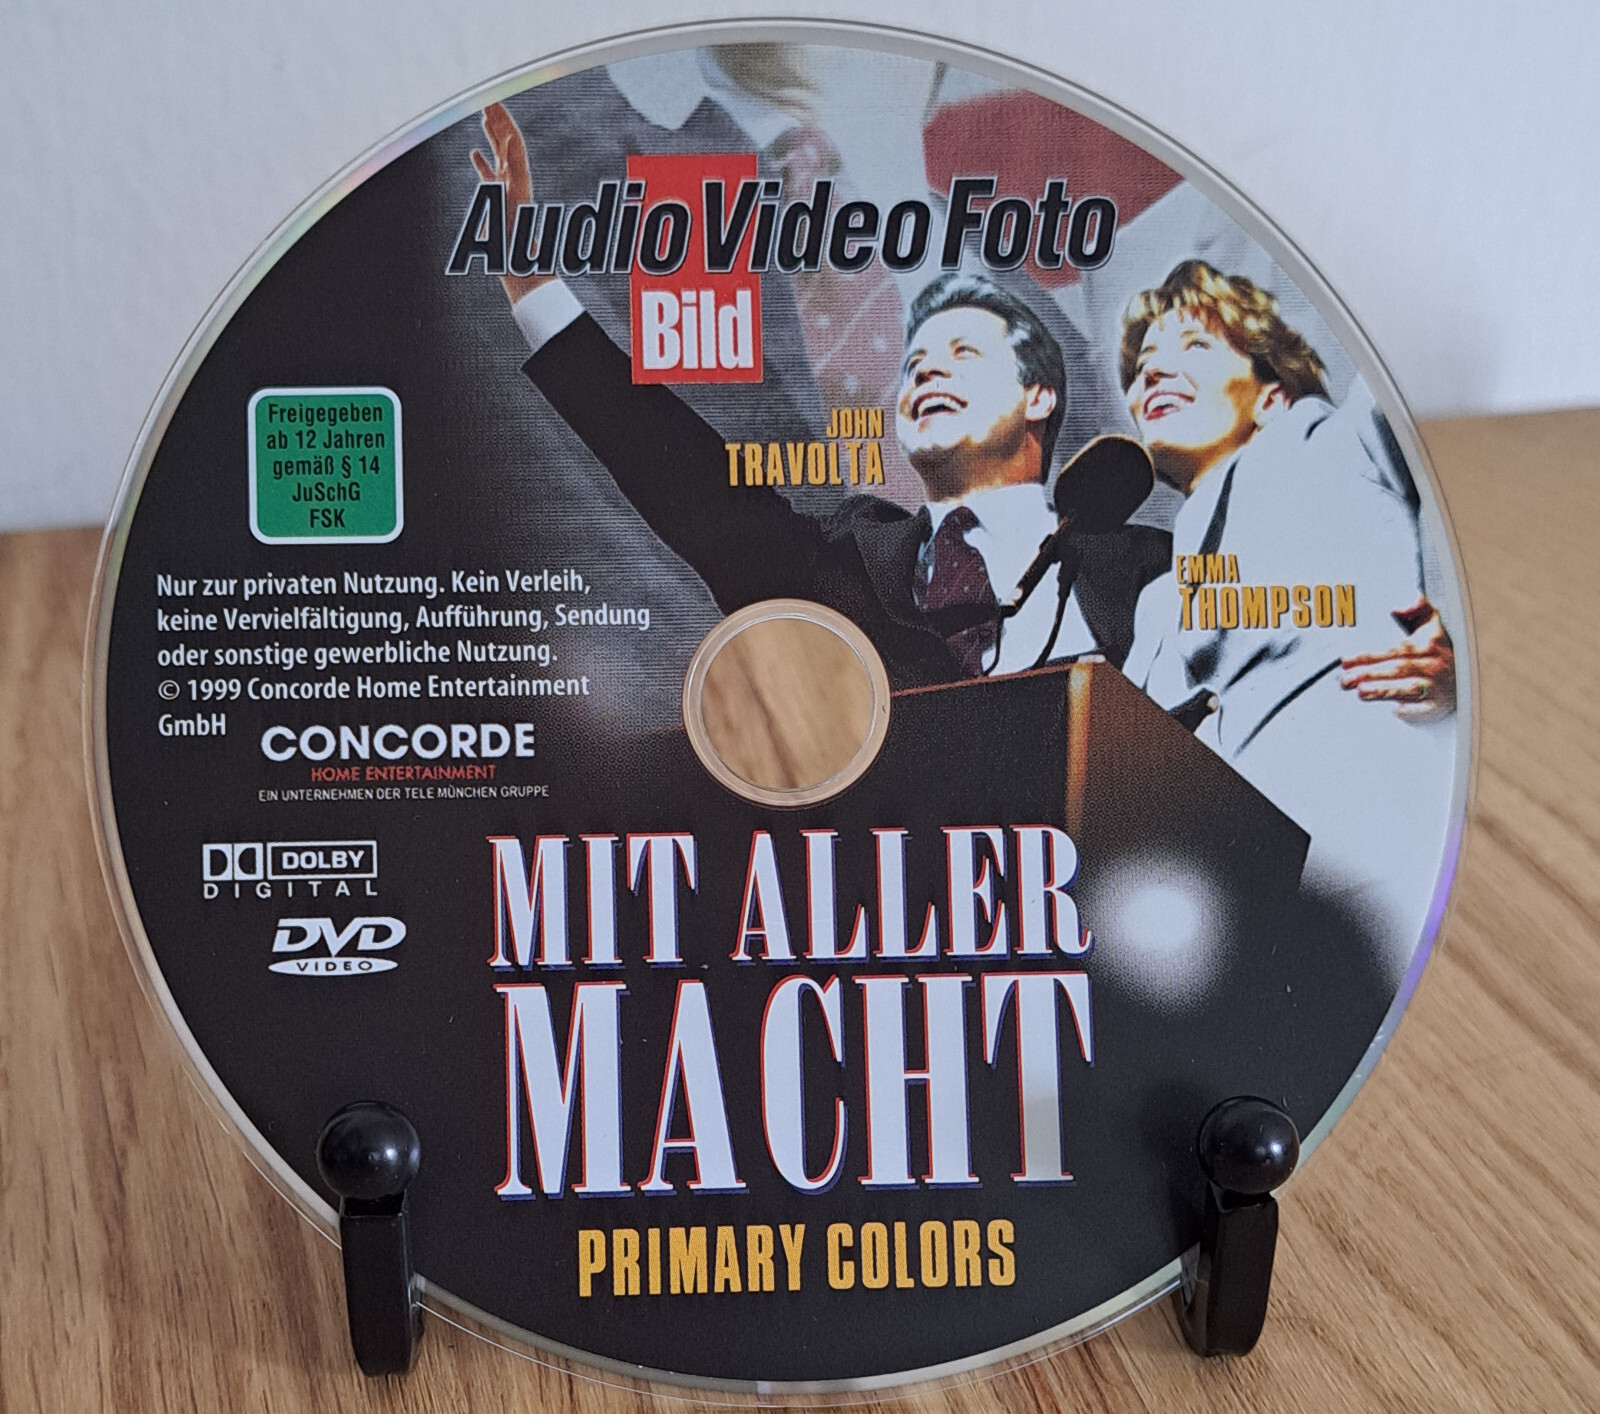 Audio Video Foto
Bild
JOHN
TRAVOLTA
EMMA
THOMPSON
Freigegeben
ab 12 Jahren
gemäß § 14
JuSchG
FSK
Nur zur privaten Nutzung. Kein Verleih,
keine Vervielfältigung, Aufführung, Sendung
oder sonstige gewerbliche Nutzung.
© 1999 Concorde Home Entertainment
GmbH
CONCORDE
HOME ENTERTAINMENT
EIN UNTERNEHMEN DER TELE MÜNCHEN GRUPPE
DOLBY
DIGITAL
DVD
VIDEO
MIT ALLER
MACHT
PRIMARY COLORS